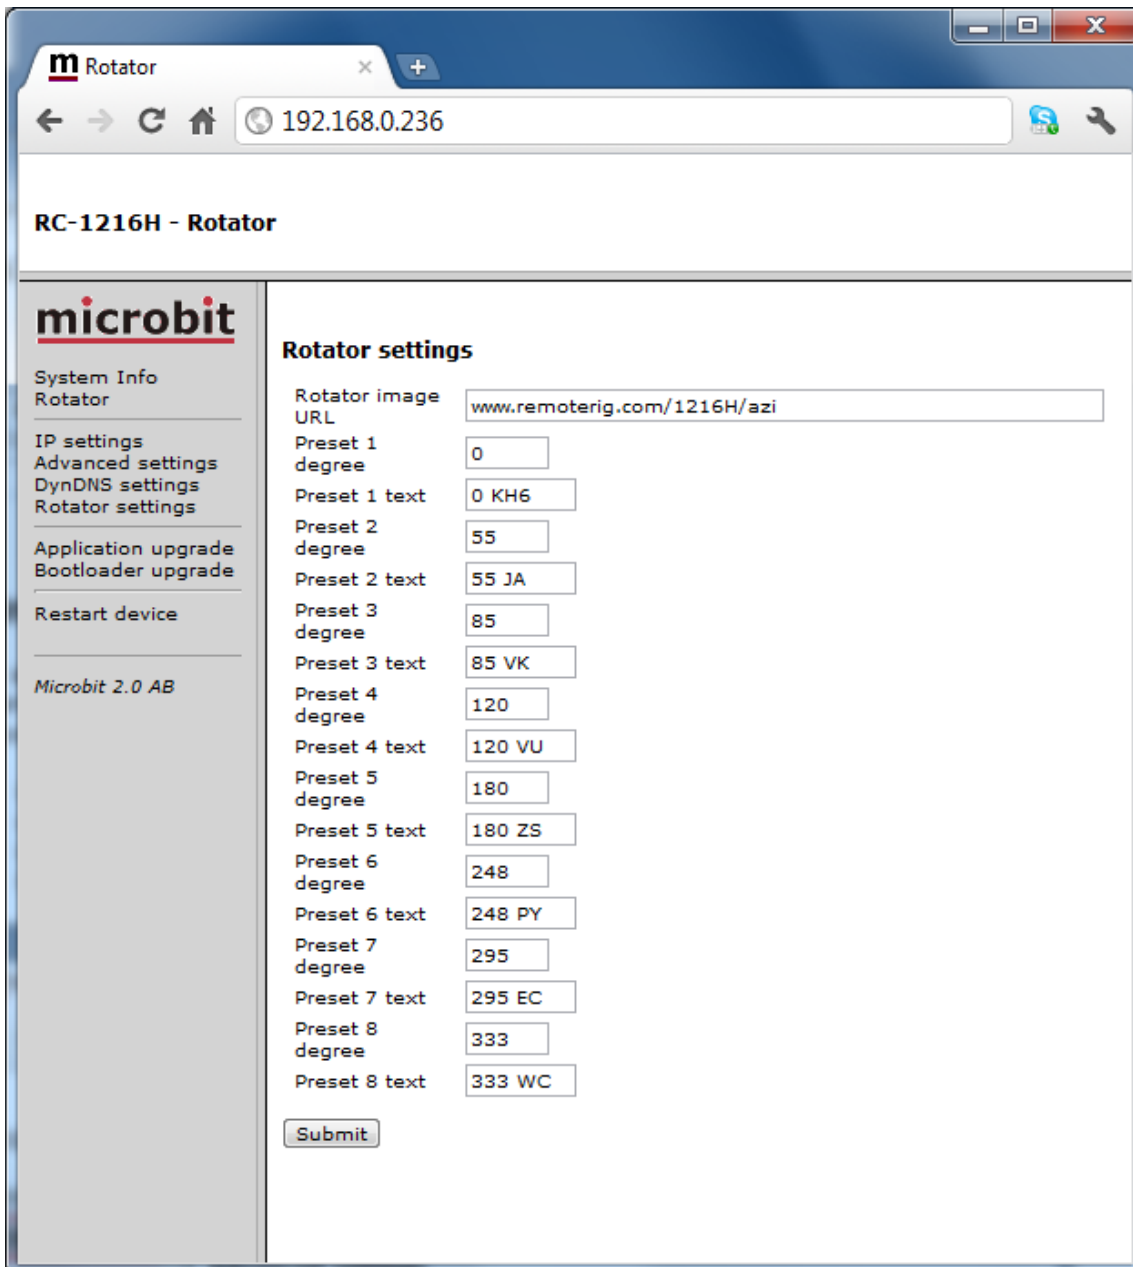 m Rotator
192.168.0.236
RC-1216H - Rotator
microbit
System Info
Rotator
IP settings
Advanced settings
DynDNS settings
Rotator settings
Application upgrade
Bootloader upgrade
Restart device
Microbit 2.0 AB
Rotator settings
Rotator image
URL
www.remoterig.com/1216H/azi
Preset 1
degree
0
Preset 1 text
0 KH6
Preset 2
degree
55
Preset 2 text
55 JA
Preset 3
degree
85
Preset 3 text
85 VK
Preset 4
degree
120
Preset 4 text
120 VU
Preset 5
degree
180
Preset 5 text
180 ZS
Preset 6
degree
248
Preset 6 text
248 PY
Preset 7
degree
295
Preset 7 text
295 EC
Preset 8
degree
333
Preset 8 text
333 WC
Submit